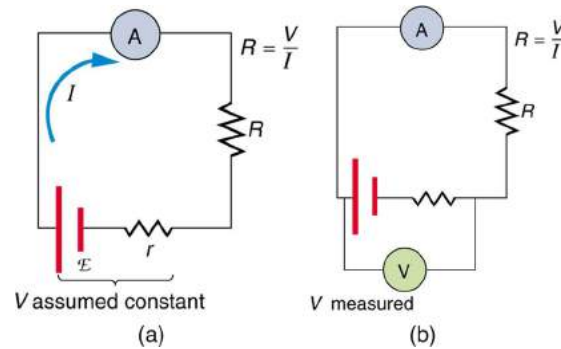 A
R = V/I
I
R
ℰ
r
V assumed constant
(a)
A
R = V/I
R
V
V measured
(b)